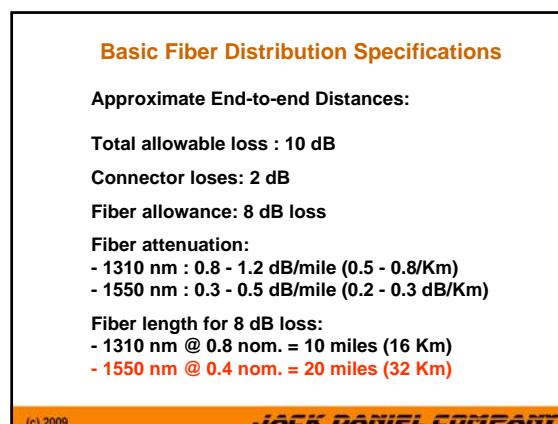 Basic Fiber Distribution Specifications
Approximate End-to-end Distances:
Total allowable loss : 10 dB
Connector loses: 2 dB
Fiber allowance: 8 dB loss
Fiber attenuation:
- 1310 nm : 0.8 - 1.2 dB/mile (0.5 - 0.8/Km)
- 1550 nm : 0.3 - 0.5 dB/mile (0.2 - 0.3 dB/Km)
Fiber length for 8 dB loss:
- 1310 nm @ 0.8 nom. = 10 miles (16 Km)
- 1550 nm @ 0.4 nom. = 20 miles (32 Km)
(c) 2009 JACK DANIEL COMPANY